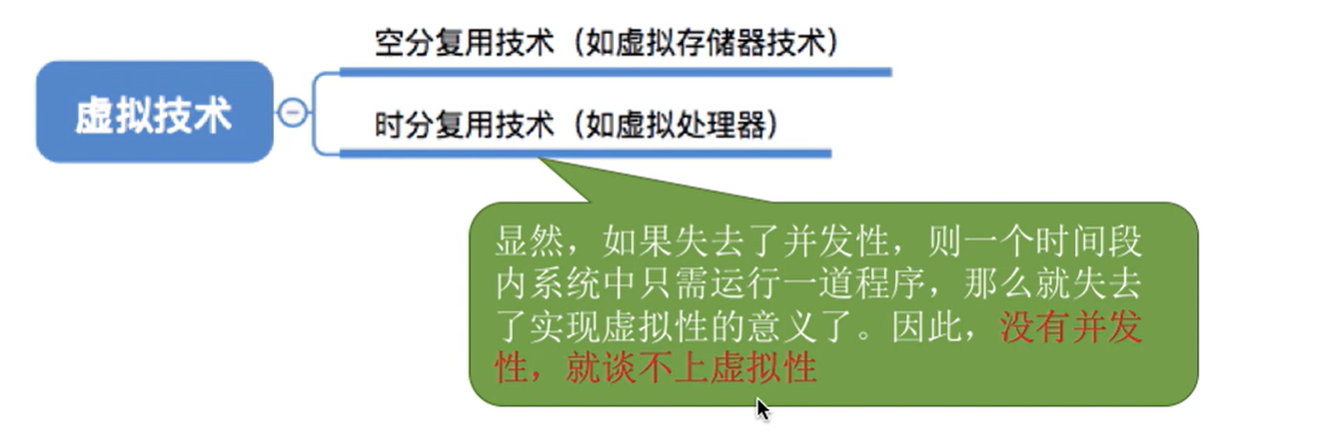 空分复用技术（如虚拟存储器技术）
虚拟技术
时分复用技术（如虚拟处理器）
显然，如果失去了并发性，则一个时间段
内系统中只需运行一道程序，那么就失去
了实现虚拟性的意义了。因此，没有并发
性，就谈不上虚拟性